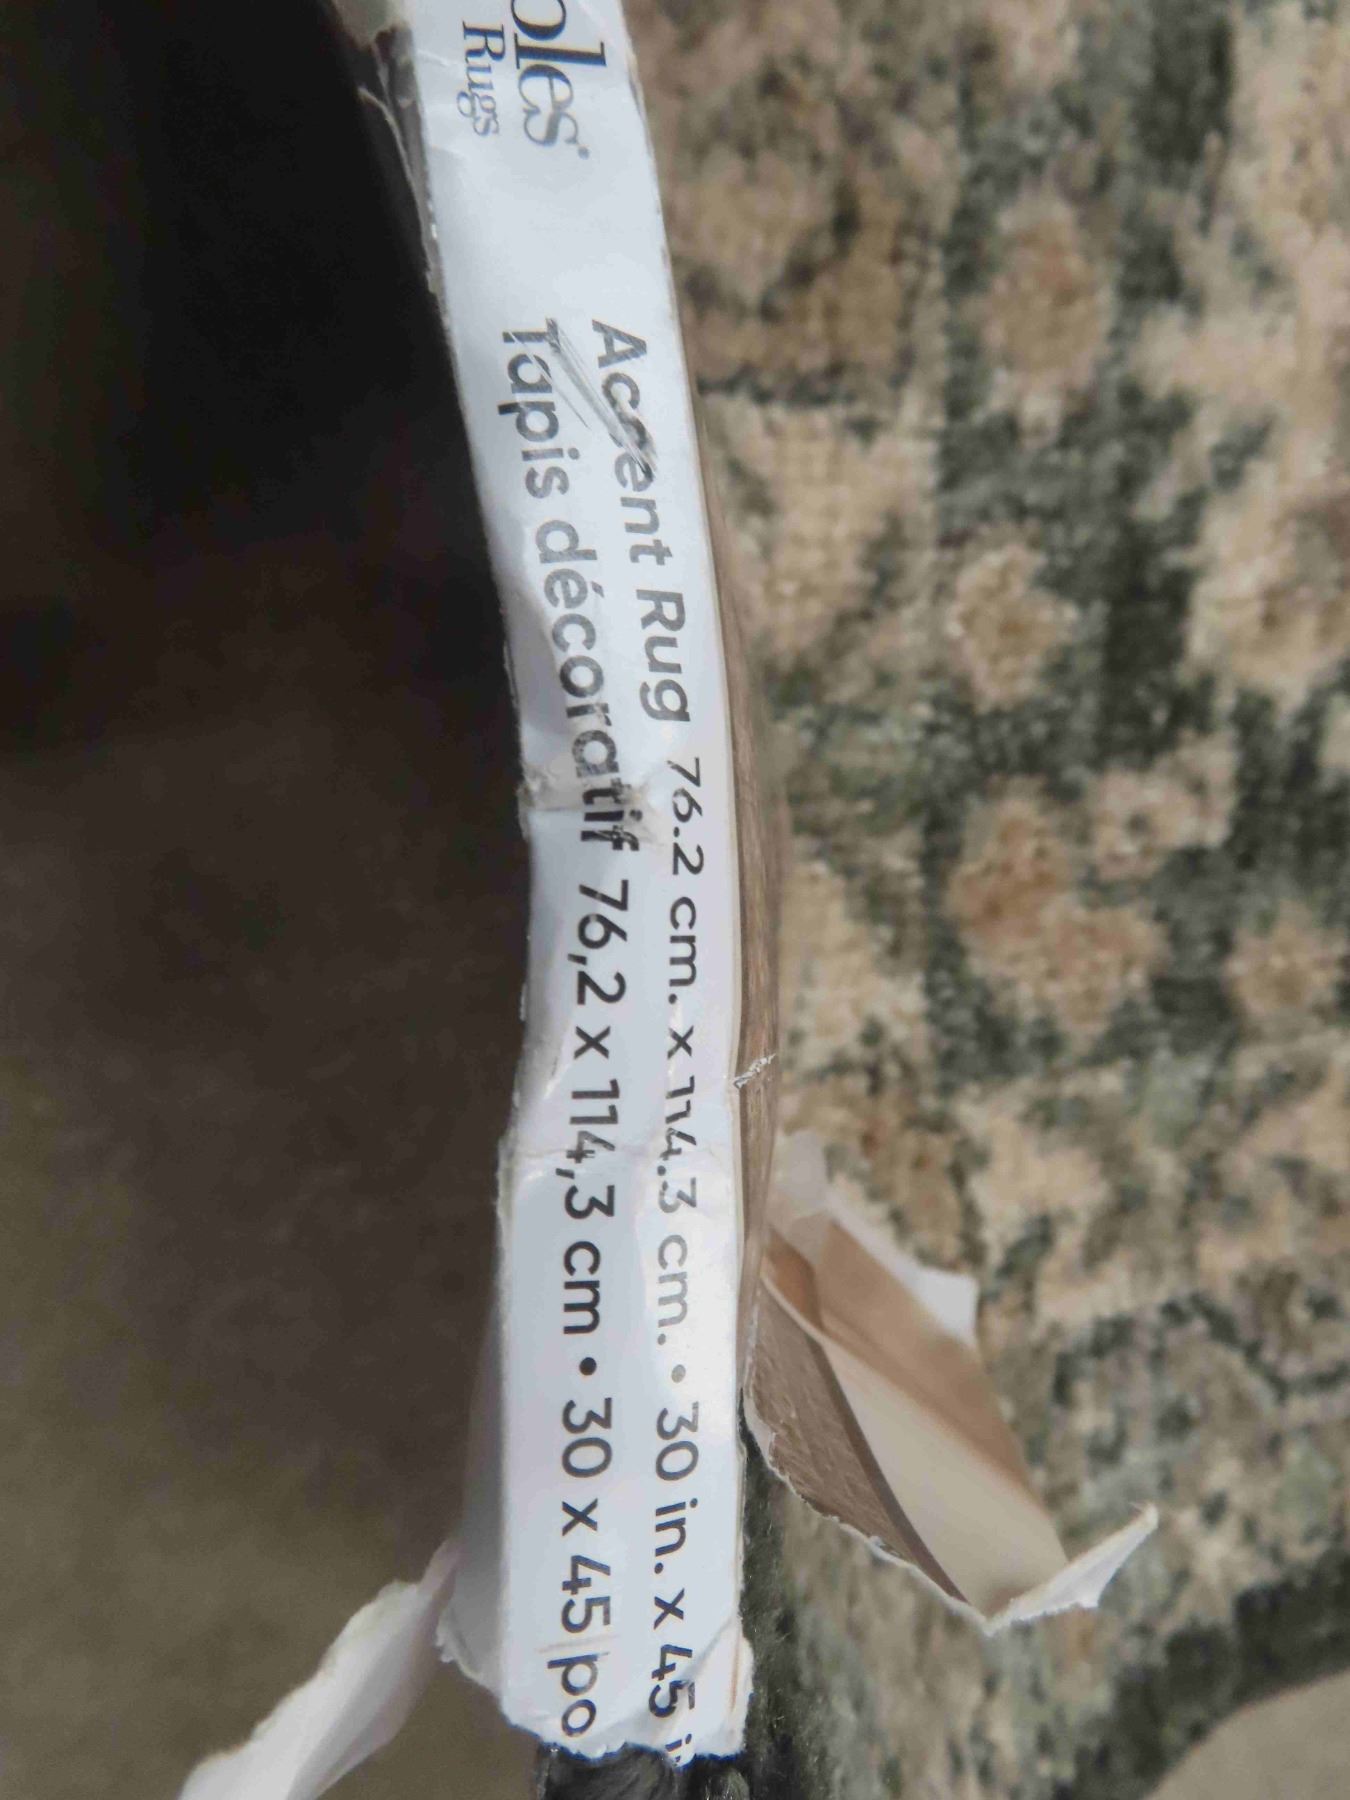 oles®
Rugs
Accent Rug 76.2 cm. x 114.3 cm. • 30 in. x 45 i
Tapis décoratif 76,2 x 114,3 cm • 30 x 45 po